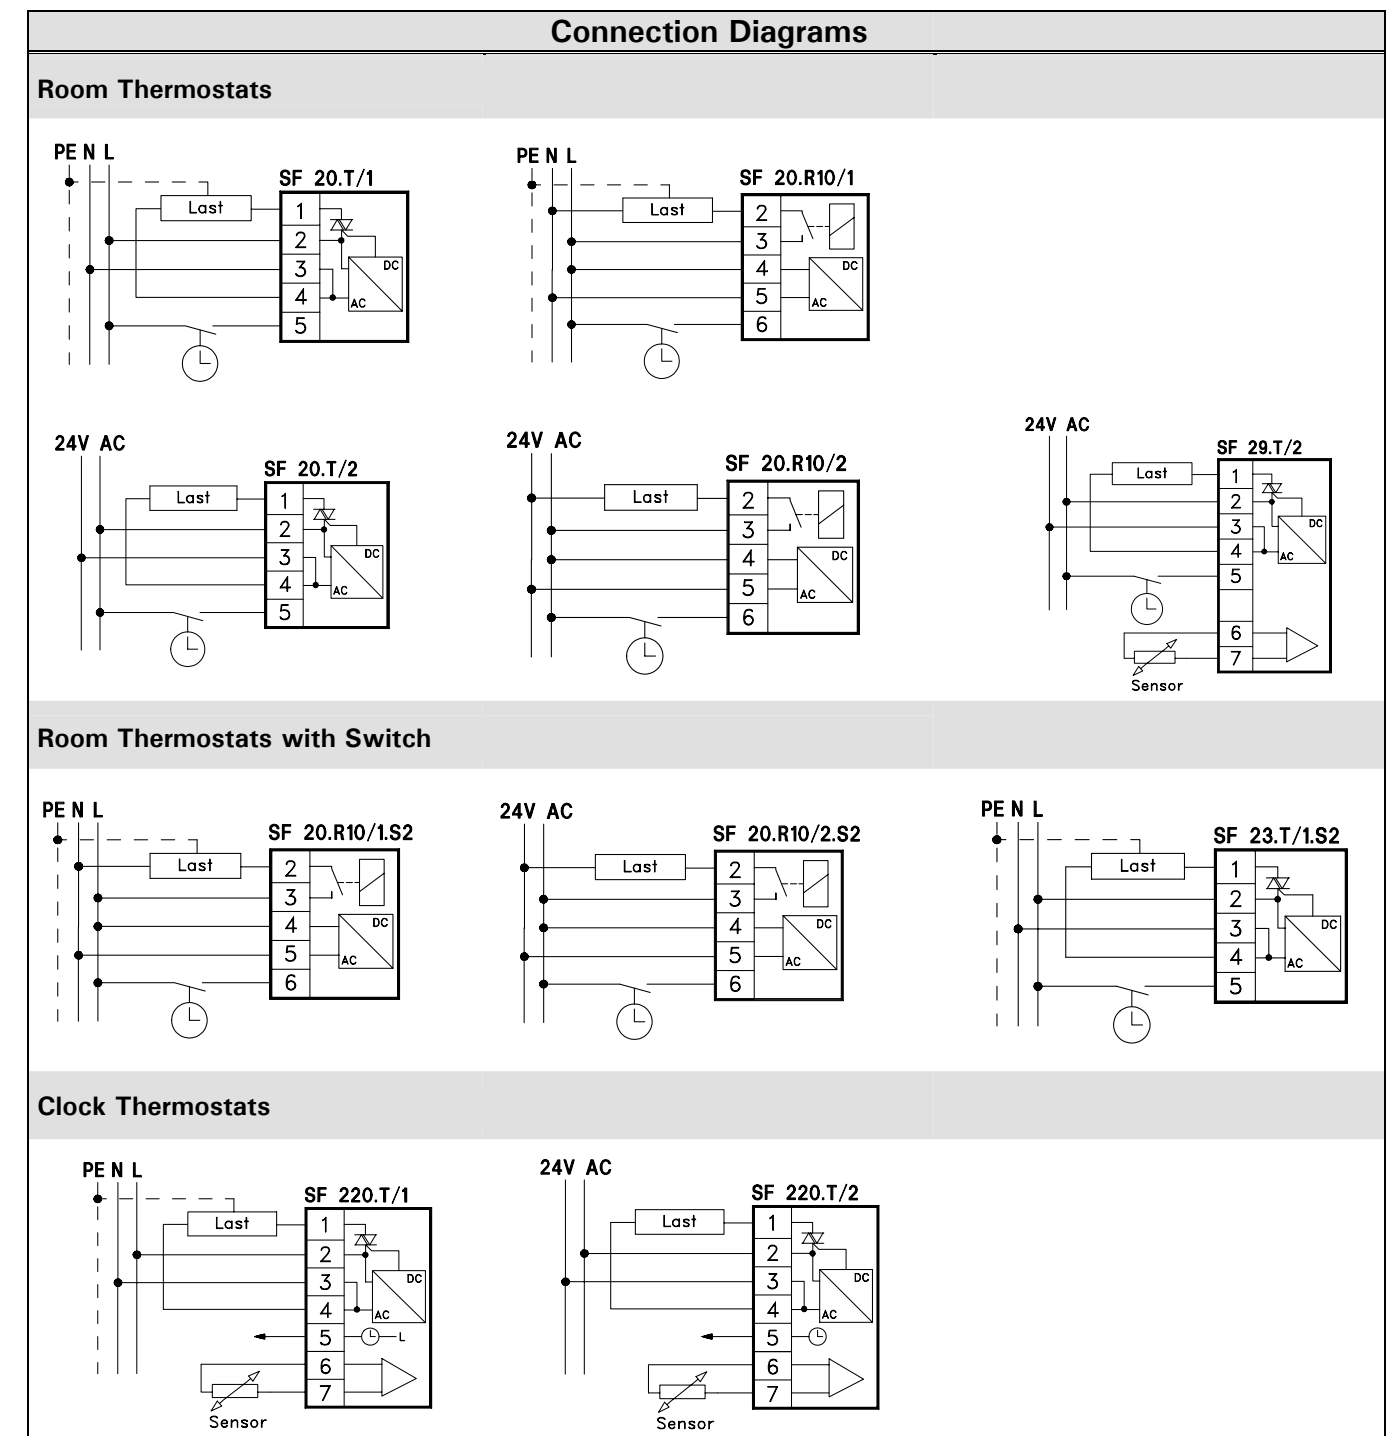 Connection Diagrams
Room Thermostats
PE N L
SF 20.T/1
Last
1
2
3
4
5
DC
AC
PE N L
SF 20.R10/1
Last
2
3
4
5
6
DC
AC
24V AC
SF 20.T/2
Last
1
2
3
4
5
DC
AC
24V AC
SF 20.R10/2
Last
2
3
4
5
6
DC
AC
24V AC
SF 29.T/2
Last
1
2
3
4
5
6
7
DC
AC
Sensor
Room Thermostats with Switch
PE N L
SF 20.R10/1.S2
Last
2
3
4
5
6
DC
AC
24V AC
SF 20.R10/2.S2
Last
2
3
4
5
6
DC
AC
PE N L
SF 23.T/1.S2
Last
1
2
3
4
5
DC
AC
Clock Thermostats
PE N L
SF 220.T/1
Last
1
2
3
4
5
6
7
DC
AC
L
Sensor
24V AC
SF 220.T/2
Last
1
2
3
4
5
6
7
DC
AC
Sensor